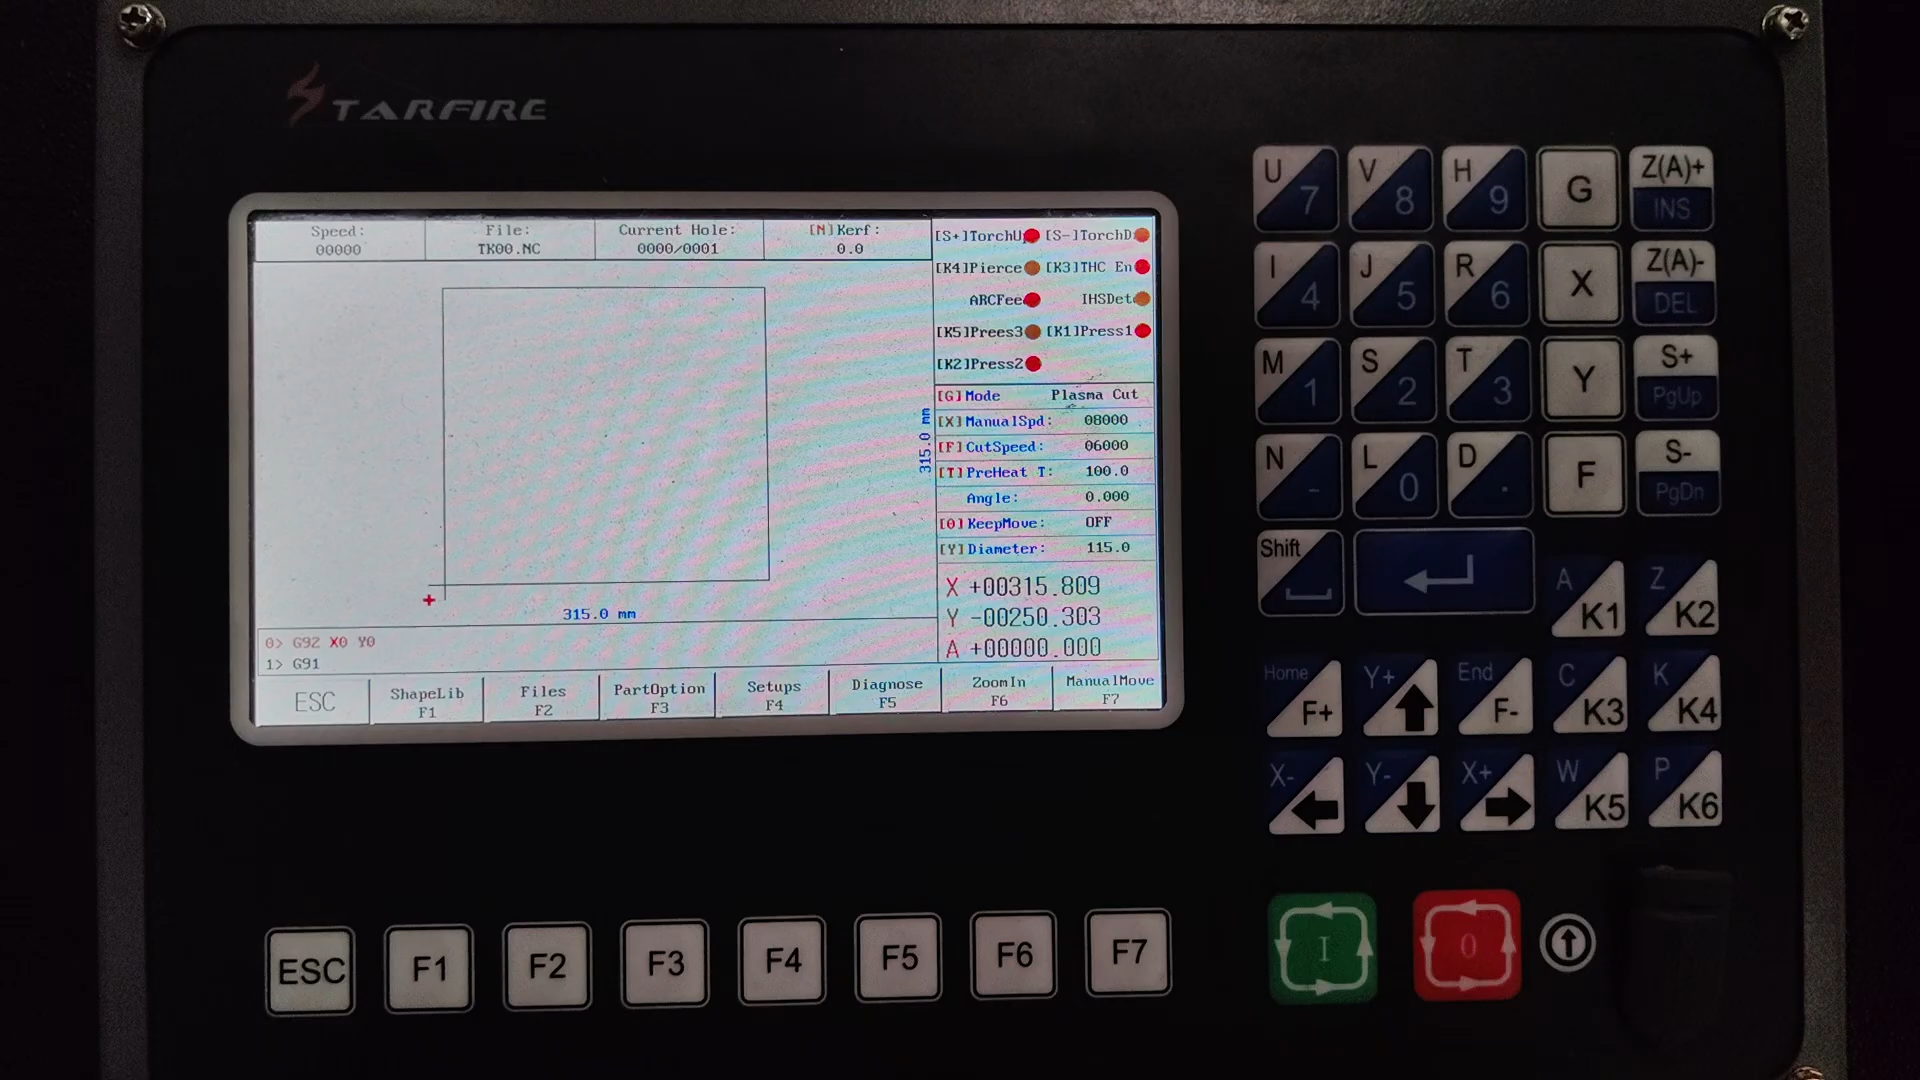 STARFIRE
Speed: File: Current Hole: [N]Kerf:
00000 TK00.NC 0000/0001 0.0
[S+]TorchU [S-]TorchD
[K4]Pierce [K3]THC En
ARCFee IHSDet
[K5]Prees3 [K1]Press1
[K2]Press2
[G]Mode Plasma Cut
[X]ManualSpd: 08000
[F]CutSpeed: 06000
[T]PreHeat T: 100.0
Angle: 0.000
[0]KeepMove: OFF
[Y]Diameter: 115.0
X +00315.809
Y -00250.303
A +00000.000
315.0 mm
315.0 mm
0> G92 X0 Y0
1> G91
ESC ShapeLib Files PartOption Setups Diagnose ZoomIn ManualMove
F1 F2 F3 F4 F5 F6 F7
U 7 V 8 H 9 G Z(A)+ INS
I 4 J 5 R 6 X Z(A)- DEL
M 1 S 2 T 3 Y S+ PgUp
N - L 0 D . F S- PgDn
Shift A K1 Z K2
Home F+ Y+ End F- C K3 K K4
X- Y- X+ W K5 P K6
ESC F1 F2 F3 F4 F5 F6 F7 I 0